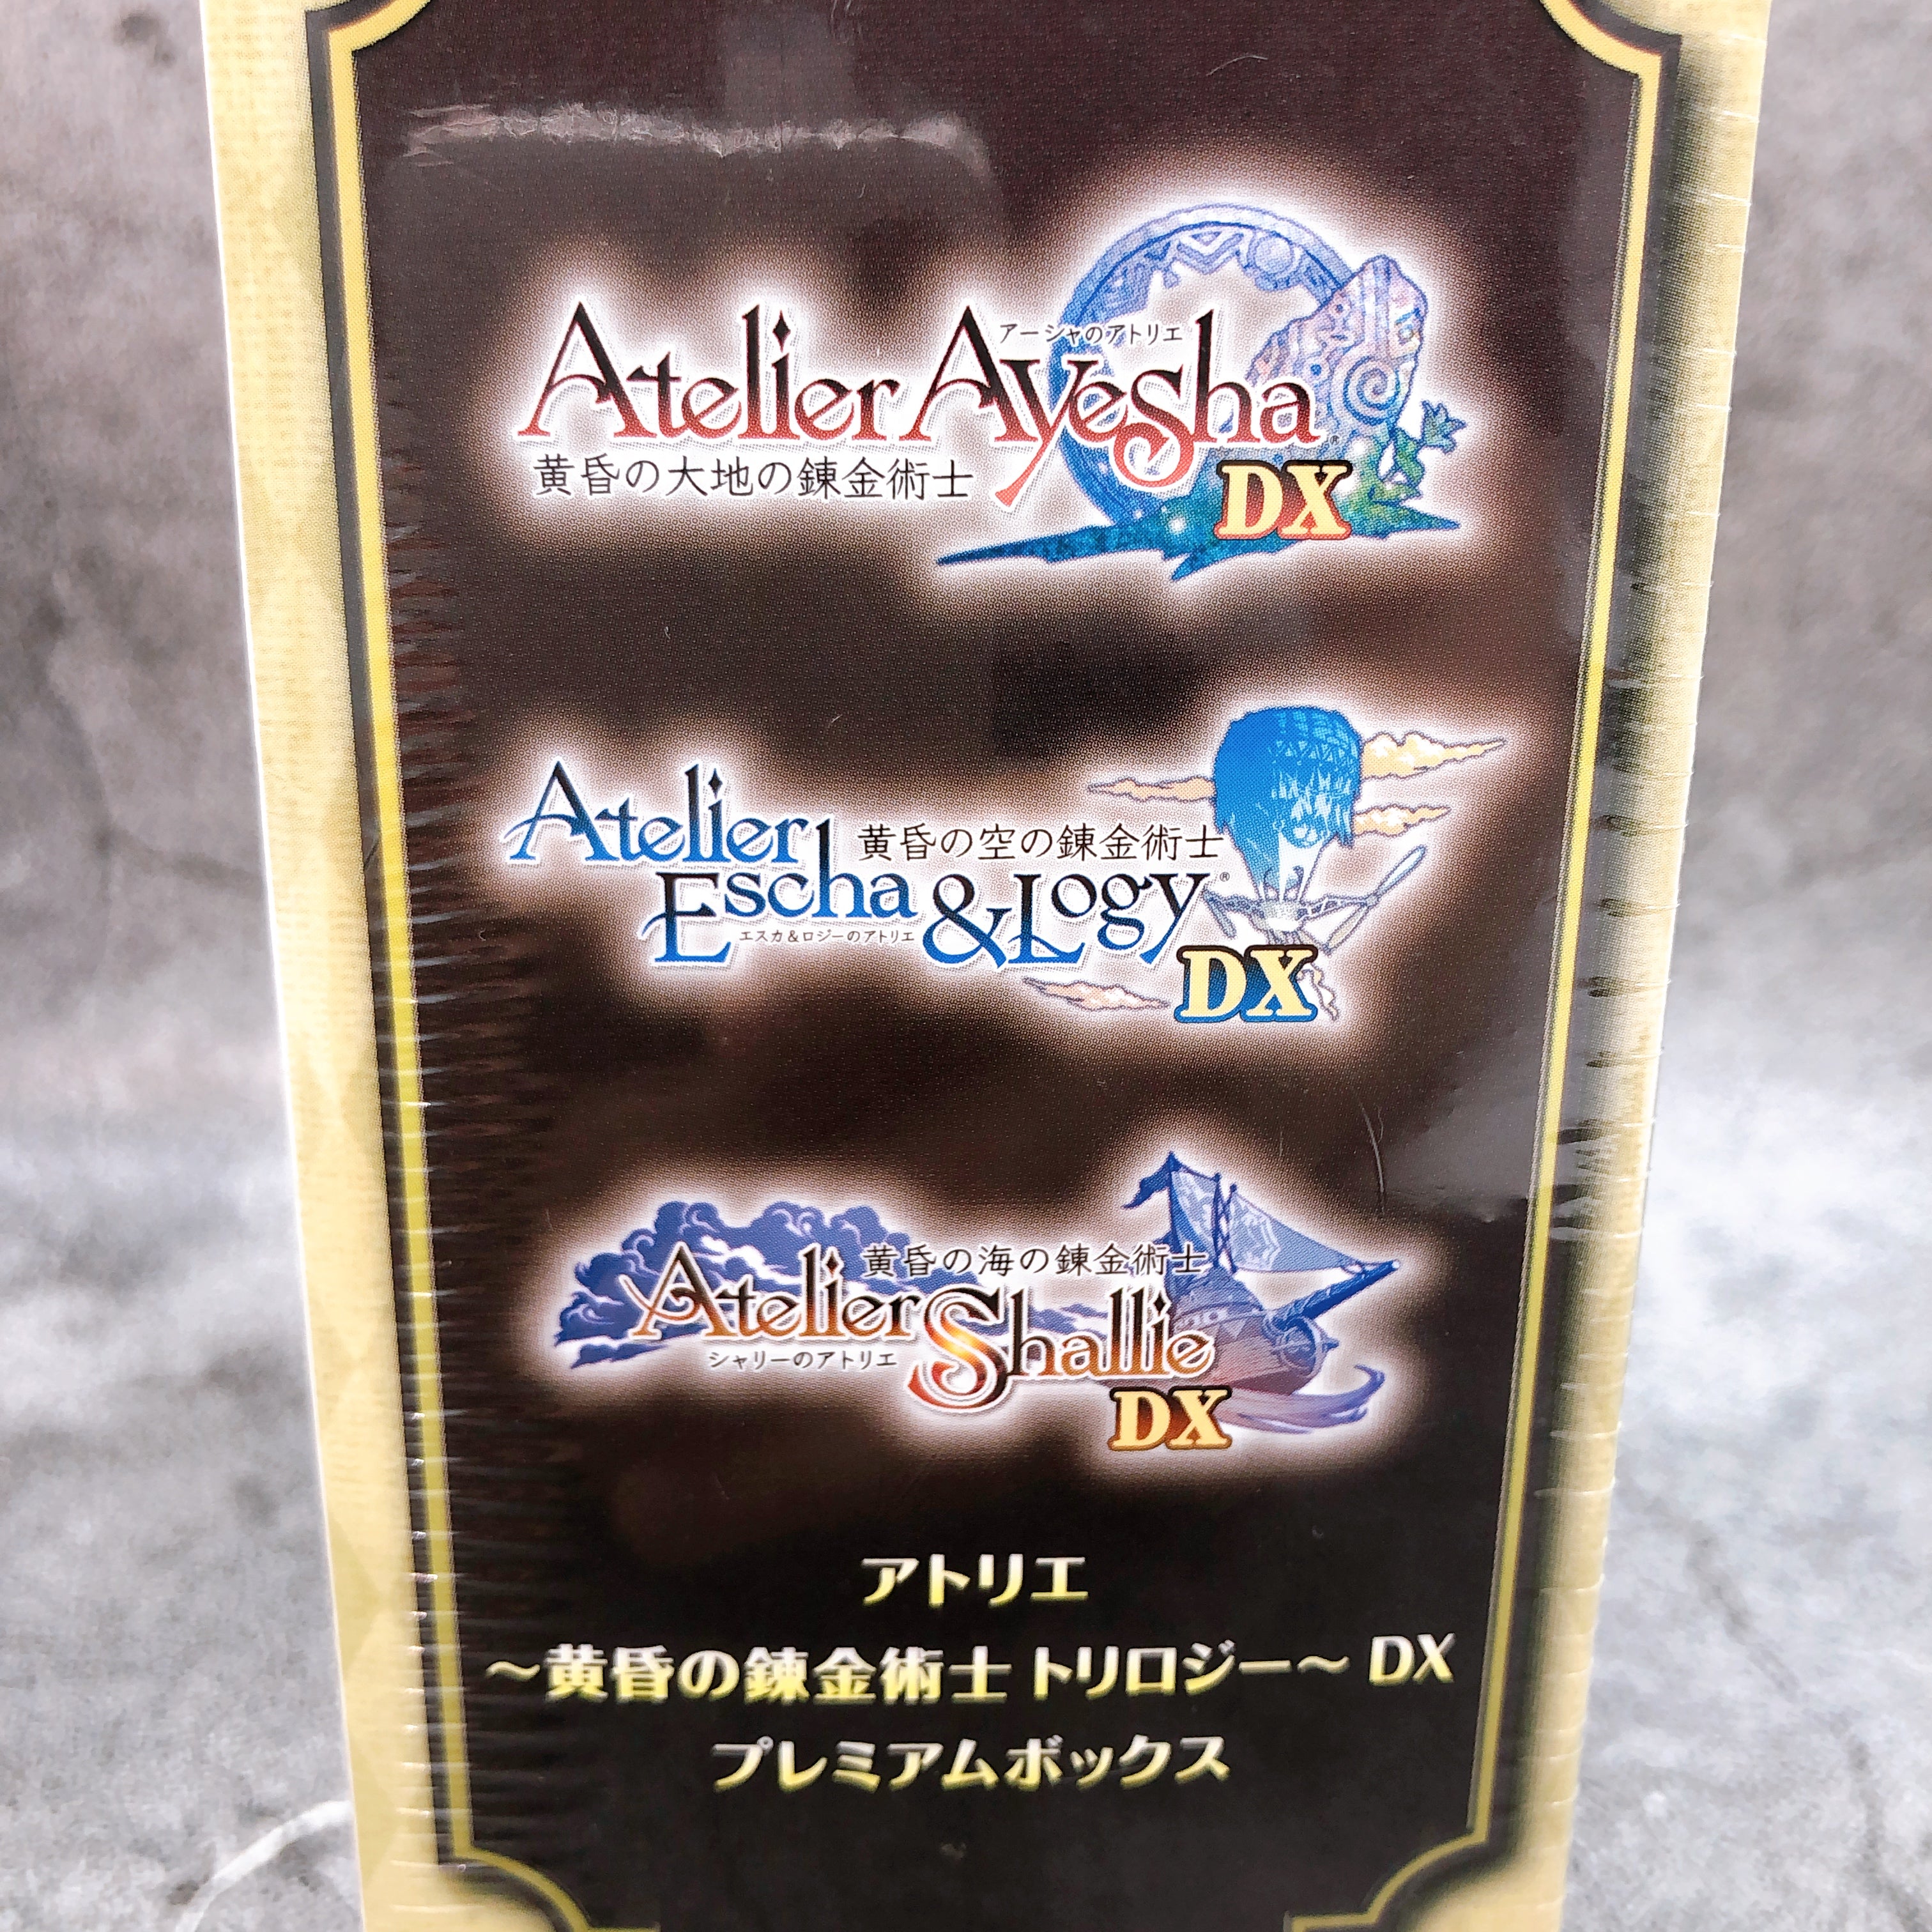 アーシャのアトリエ
Atelier Ayesha®
黄昏の大地の錬金術士
DX
Atelier
黄昏の空の錬金術士
Escha & Logy®
エスカ&ロジーのアトリエ
DX
黄昏の海の錬金術士
Atelier Shallie
シャリーのアトリエ
DX
アトリエ
~黄昏の錬金術士 トリロジー~ DX
プレミアムボックス